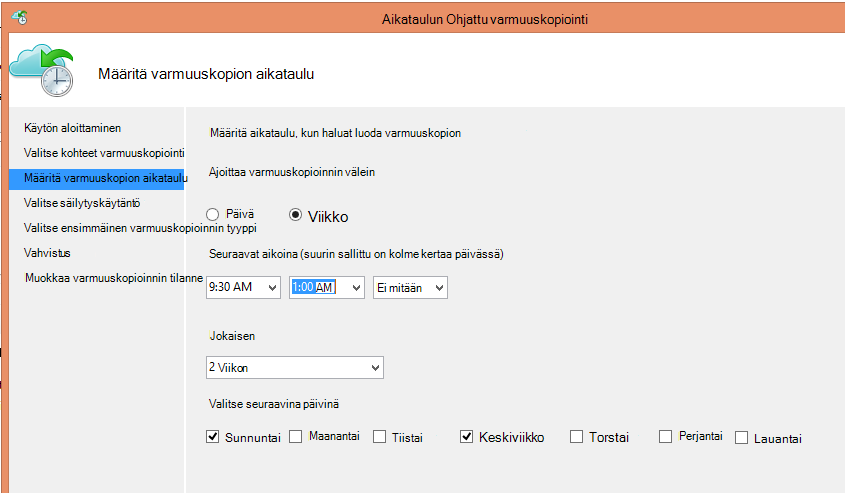 Aikataulun Ohjattu varmuuskopiointi
Määritä varmuuskopion aikataulu
Käytön aloittaminen
Valitse kohteet varmuuskopiointi
Määritä varmuuskopion aikataulu
Valitse säilytyskäytäntö
Valitse ensimmäinen varmuuskopioinnin tyyppi
Vahvistus
Muokkaa varmuuskopioinnin tilanne
Määritä aikataulu, kun haluat luoda varmuuskopion
Ajoittaa varmuuskopioinnin välein
Päivä Viikko
Seuraavat aikoina (suurin sallittu on kolme kertaa päivässä)
9:30 AM 1:00 AM Ei mitään
Jokaisen
2 Viikon
Valitse seuraavina päivinä
Sunnuntai Maanantai Tiistai Keskiviikko Torstai Perjantai Lauantai